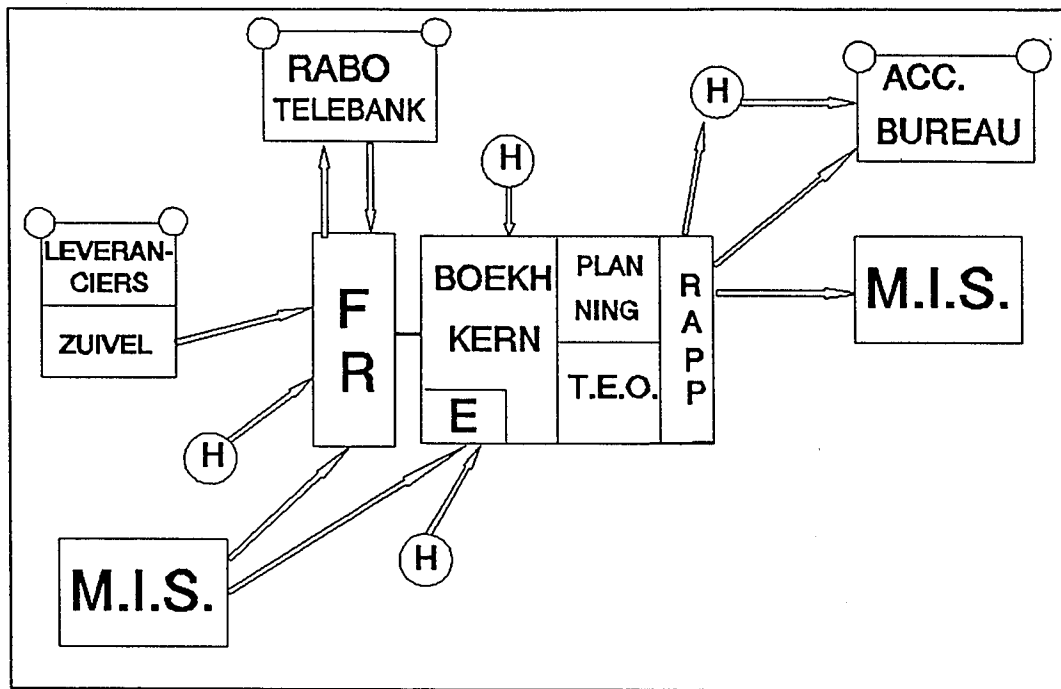 RABO
TELEBANK
H
ACC.
BUREAU
H
LEVERAN-
CIERS
ZUIVEL
F
R
BOEKH
KERN
E
PLAN
NING
T.E.O.
R
A
P
P
M.I.S.
H
H
M.I.S.